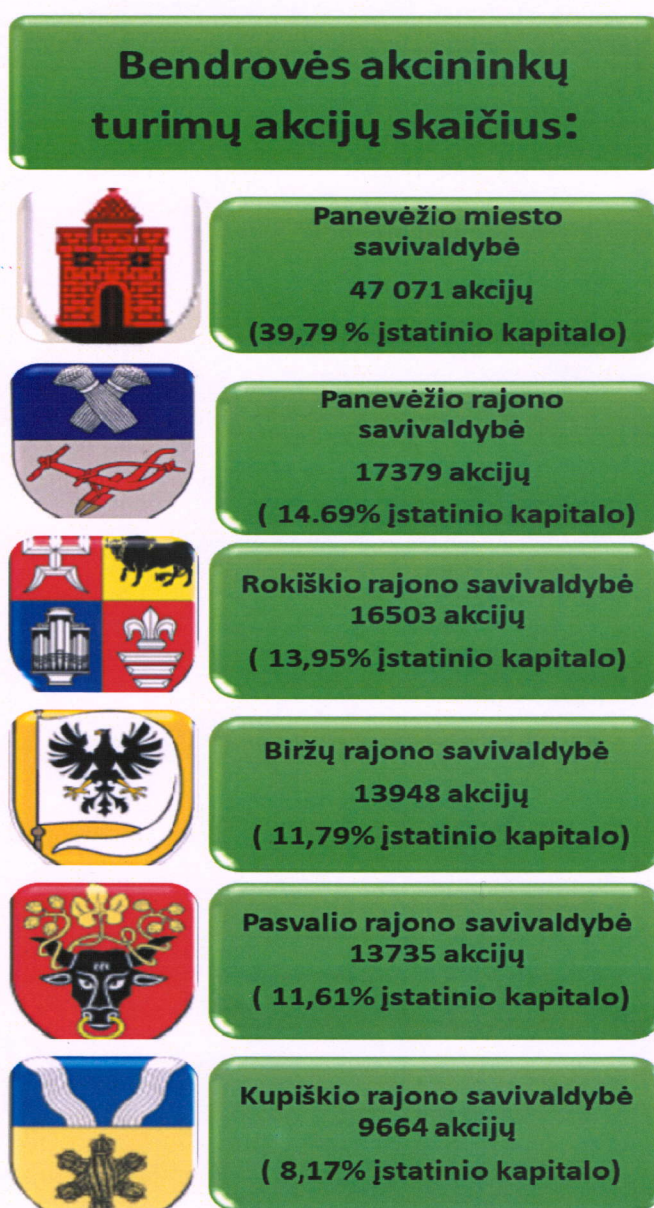 Bendrovės akcininkų
turimų akcijų skaičius:
Panevėžio miesto
savivaldybė
47 071 akcijų
(39,79 % įstatinio kapitalo)
Panevėžio rajono
savivaldybė
17379 akcijų
( 14.69% įstatinio kapitalo)
Rokiškio rajono savivaldybė
16503 akcijų
( 13,95% įstatinio kapitalo)
Biržų rajono savivaldybė
13948 akcijų
( 11,79% įstatinio kapitalo)
Pasvalio rajono savivaldybė
13735 akcijų
( 11,61% įstatinio kapitalo)
Kupiškio rajono savivaldybė
9664 akcijų
( 8,17% įstatinio kapitalo)